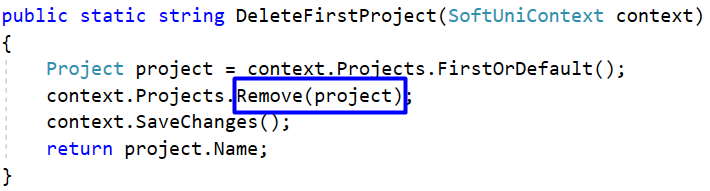 public static string DeleteFirstProject(SoftUniContext context)
{
    Project project = context.Projects.FirstOrDefault();
    context.Projects.Remove(project);
    context.SaveChanges();
    return project.Name;
}